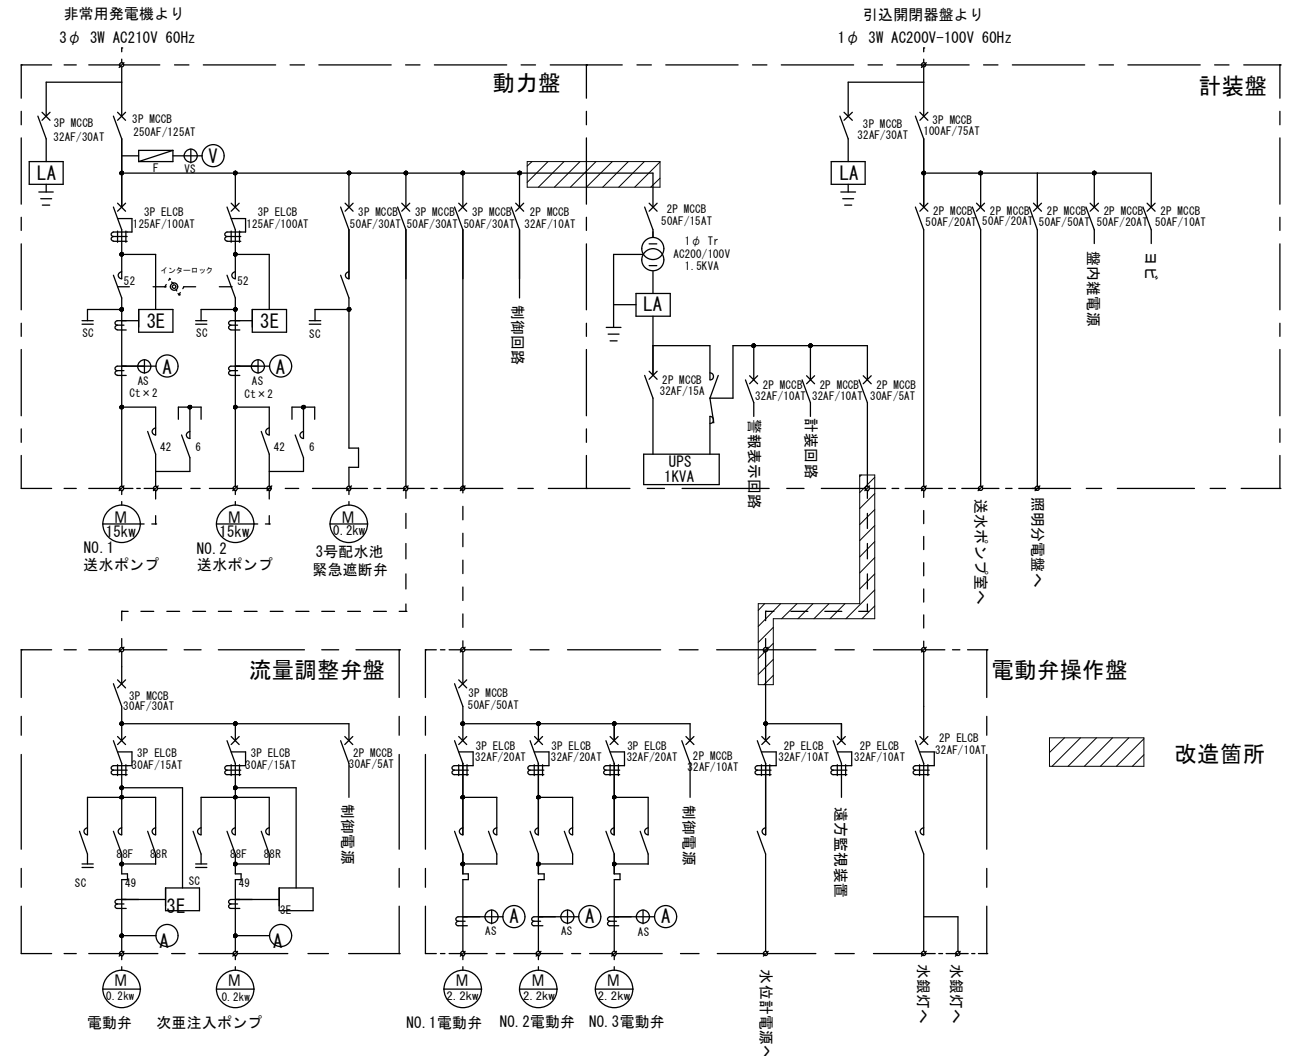 非常用発電機より
3φ 3W AC210V 60Hz
引込開閉器盤より
1φ 3W AC200V-100V 60Hz
動力盤
計装盤
3P MCCB
32AF/30AT
3P MCCB
250AF/125AT
LA
F
VS
V
3P MCCB
32AF/30AT
3P MCCB
100AF/75AT
LA
3P ELCB
125AF/100AT
3P ELCB
125AF/100AT
3P MCCB
50AF/30AT
3P MCCB
50AF/30AT
3P MCCB
50AF/30AT
2P MCCB
32AF/10AT
2P MCCB
50AF/15AT
1φ Tr
AC200/100V
1.5KVA
LA
2P MCCB
50AF/20AT
2P MCCB
50AF/20AT
2P MCCB
50AF/50AT
2P MCCB
50AF/20AT
2P MCCB
50AF/10AT
盤内雑電源
ヨビ
52
インターロック
52
SC
3E
SC
3E
SC
制御回路
AS
A
Ct×2
AS
A
Ct×2
42
6
42
6
2P MCCB
32AF/15A
2P MCCB
32AF/10AT
2P MCCB
32AF/10AT
2P MCCB
30AF/5AT
UPS
1KVA
警報表示回路
計装回路
M
15kw
NO.1
送水ポンプ
M
15kw
NO.2
送水ポンプ
M
0.2kw
3号配水池
緊急遮断弁
送水ポンプ室へ
照明分電盤へ
流量調整弁盤
電動弁操作盤
3P MCCB
30AF/30AT
3P ELCB
30AF/15AT
3P ELCB
30AF/15AT
2P MCCB
30AF/5AT
制御電源
SC
88F
88R
SC
88F
88R
49
49
3E
3E
A
A
M
0.2kw
電動弁
M
0.2kw
次亜注入ポンプ
3P MCCB
50AF/50AT
3P ELCB
32AF/20AT
3P ELCB
32AF/20AT
3P ELCB
32AF/20AT
2P MCCB
32AF/10AT
制御電源
2P ELCB
32AF/10AT
2P ELCB
32AF/10AT
2P ELCB
32AF/10AT
遠方監視装置
AS
A
AS
A
AS
A
M
2.2kw
NO.1電動弁
M
2.2kw
NO.2電動弁
M
2.2kw
NO.3電動弁
水位計電源へ
水銀灯へ
水銀灯へ
改造箇所